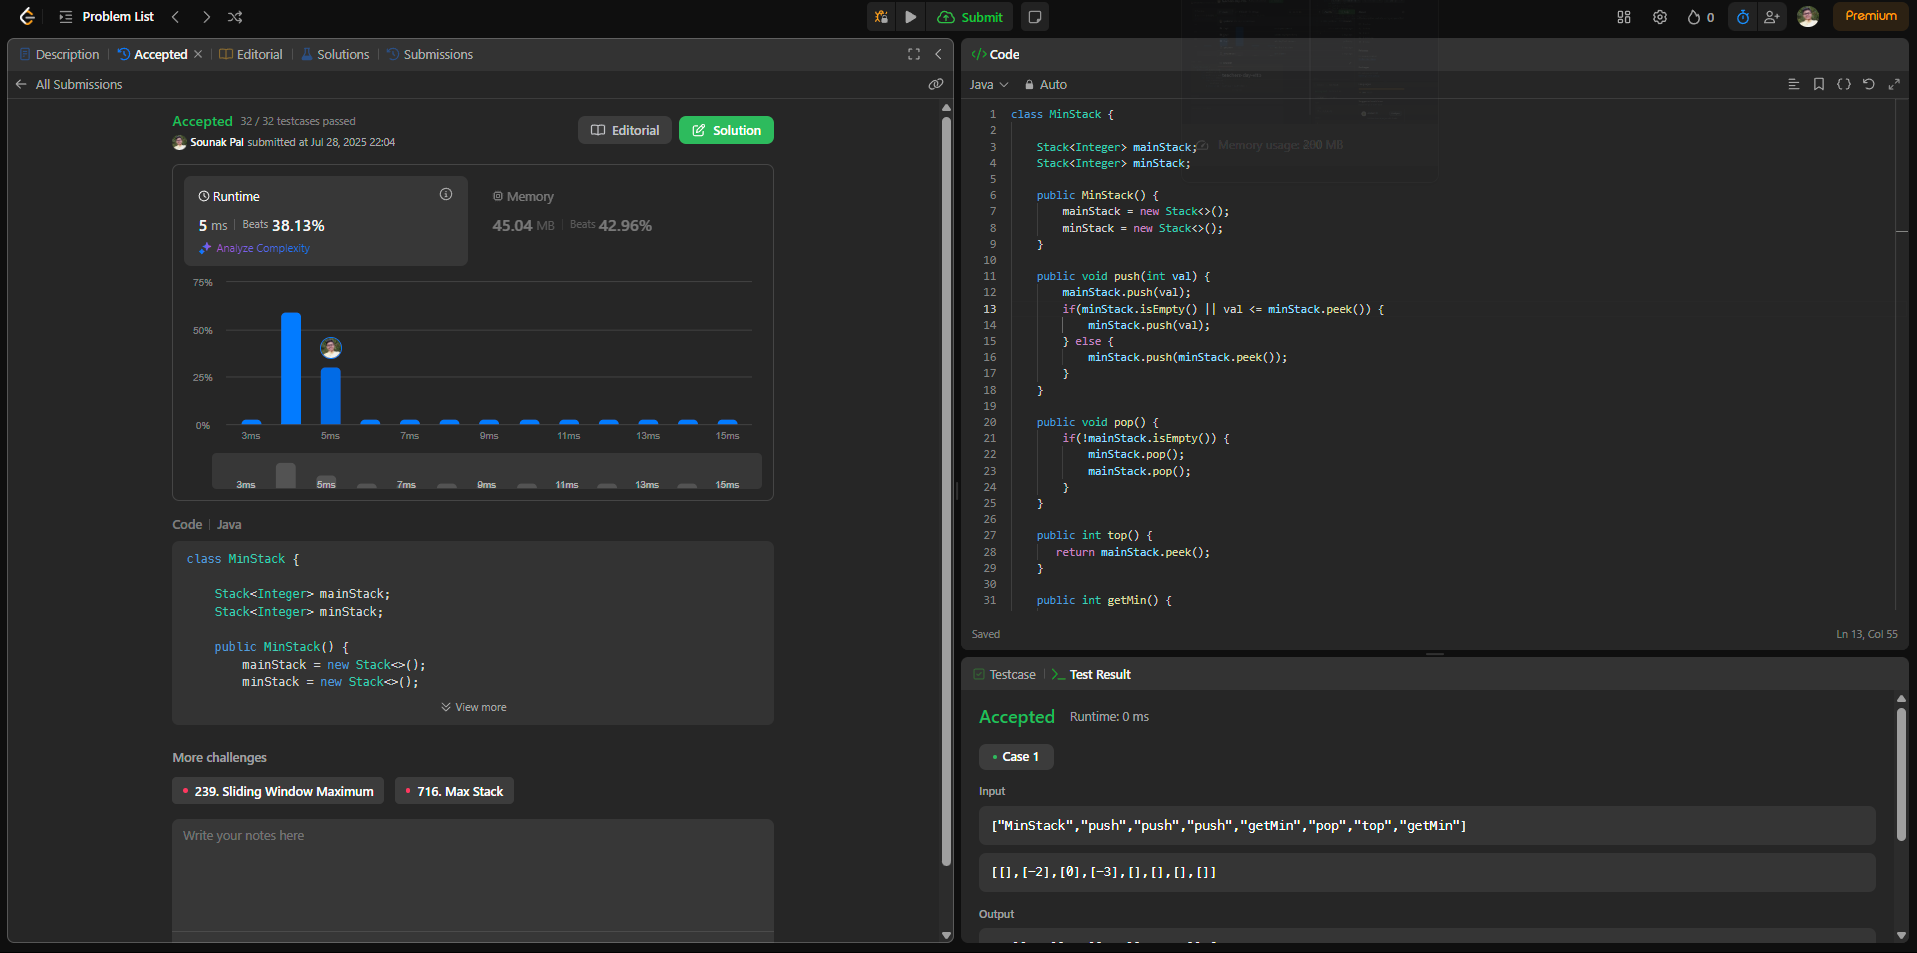 Problem List
Submit
0
Premium
Description
Accepted
Editorial
Solutions
Submissions
All Submissions
Accepted 32 / 32 testcases passed
Sounak Pal submitted at Jul 28, 2025 22:04
Editorial
Solution
Runtime
5 ms Beats 38.13%
Analyze Complexity
Memory
45.04 MB Beats 42.96%
75%
50%
25%
0%
3ms 5ms 7ms 9ms 11ms 13ms 15ms
3ms 5ms 7ms 9ms 11ms 13ms 15ms
Code Java
class MinStack {
Stack<Integer> mainStack;
Stack<Integer> minStack;
public MinStack() {
mainStack = new Stack<>();
minStack = new Stack<>();
View more
More challenges
239. Sliding Window Maximum
716. Max Stack
Write your notes here
</> Code
Java Auto
Memory usage: 200 MB
1 class MinStack {
2
3 Stack<Integer> mainStack;
4 Stack<Integer> minStack;
5
6 public MinStack() {
7 mainStack = new Stack<>();
8 minStack = new Stack<>();
9 }
10
11 public void push(int val) {
12 mainStack.push(val);
13 if(minStack.isEmpty() || val <= minStack.peek()) {
14 minStack.push(val);
15 } else {
16 minStack.push(minStack.peek());
17 }
18 }
19
20 public void pop() {
21 if(!mainStack.isEmpty()) {
22 minStack.pop();
23 mainStack.pop();
24 }
25 }
26
27 public int top() {
28 return mainStack.peek();
29 }
30
31 public int getMin() {
Saved
Ln 13, Col 55
Testcase
Test Result
Accepted Runtime: 0 ms
Case 1
Input
["MinStack","push","push","push","getMin","pop","top","getMin"]
[[],[-2],[0],[-3],[],[],[],[]]
Output